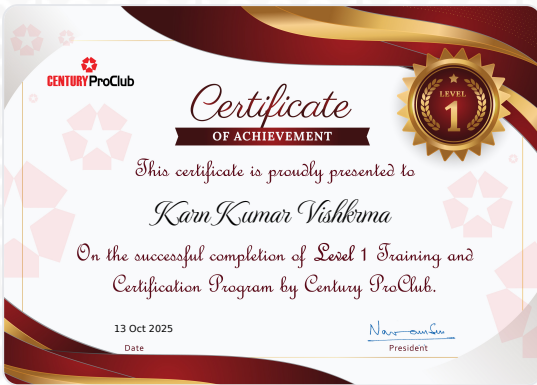 CENTURY ProClub
Certificate
OF ACHIEVEMENT
LEVEL
1
This certificate is proudly presented to
Karn Kumar Vishkrma
On the successful completion of Level 1 Training and
Certification Program by Century ProClub.
13 Oct 2025
Date
President